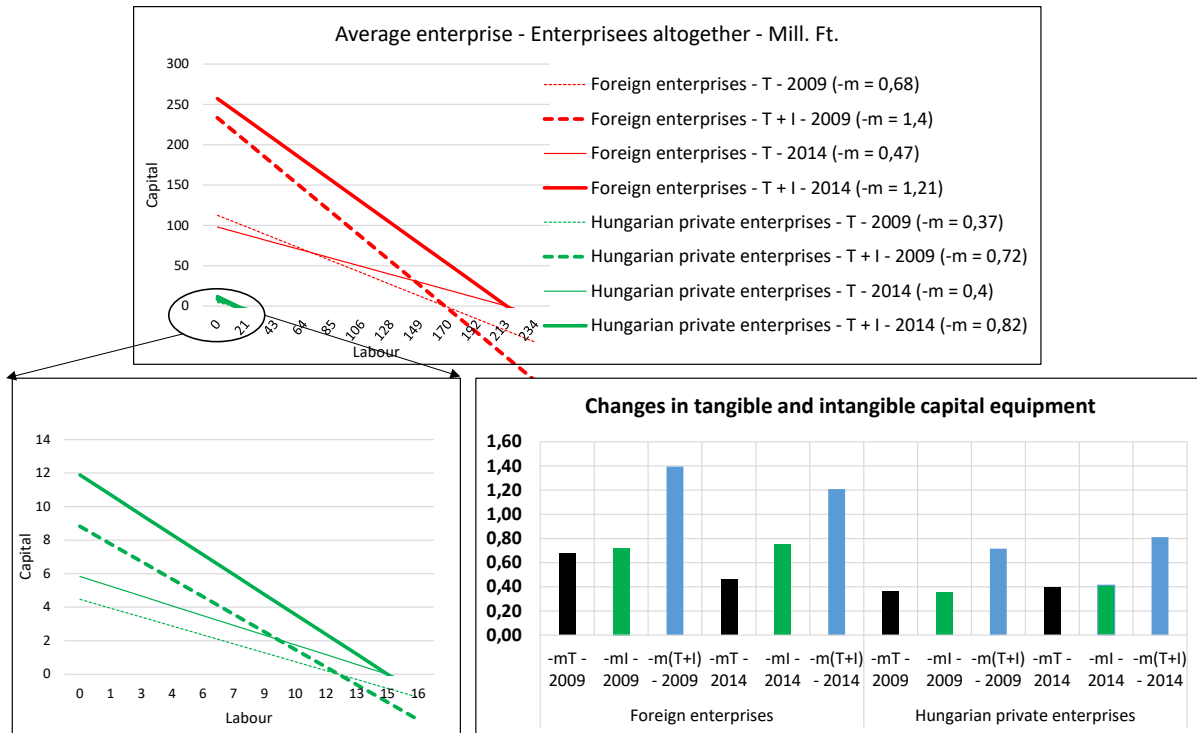 Average enterprise - Enterprisees altogether - Mill. Ft.
300
250
200
150
100
50
0
Capital
0 21 43 64 85 106 128 149 170 192 213 234
Labour
Foreign enterprises - T - 2009 (-m = 0,68)
Foreign enterprises - T + I - 2009 (-m = 1,4)
Foreign enterprises - T - 2014 (-m = 0,47)
Foreign enterprises - T + I - 2014 (-m = 1,21)
Hungarian private enterprises - T - 2009 (-m = 0,37)
Hungarian private enterprises - T + I - 2009 (-m = 0,72)
Hungarian private enterprises - T - 2014 (-m = 0,4)
Hungarian private enterprises - T + I - 2014 (-m = 0,82)
14
12
10
8
6
4
2
0
Capital
0 1 3 4 6 7 9 10 12 13 15 16
Labour
Changes in tangible and intangible capital equipment
1,60
1,40
1,20
1,00
0,80
0,60
0,40
0,20
0,00
-mT - -mI - -m(T+I) -mT - -mI - -m(T+I) -mT - -mI - -m(T+I) -mT - -mI - -m(T+I)
2009 2009 - 2009 2014 2014 - 2014 2009 2009 - 2009 2014 2014 - 2014
Foreign enterprises Hungarian private enterprises